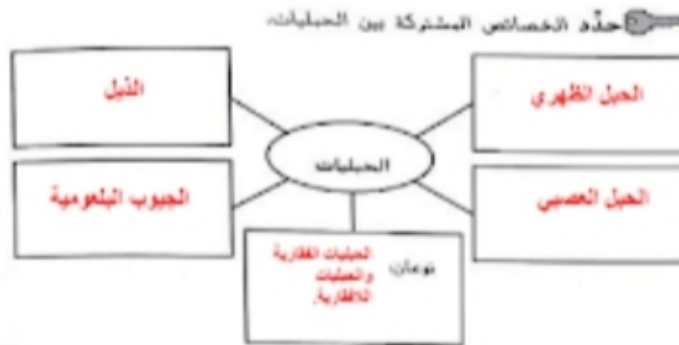 حدِّد الخصائص المشتركة بين الحبليات.
الحبل الظهري
الذيل
الحبليات
الحبل العصبي
الجيوب البلعومية
نوعان:
الحبليات الفقارية
والحبليات
اللافقارية.